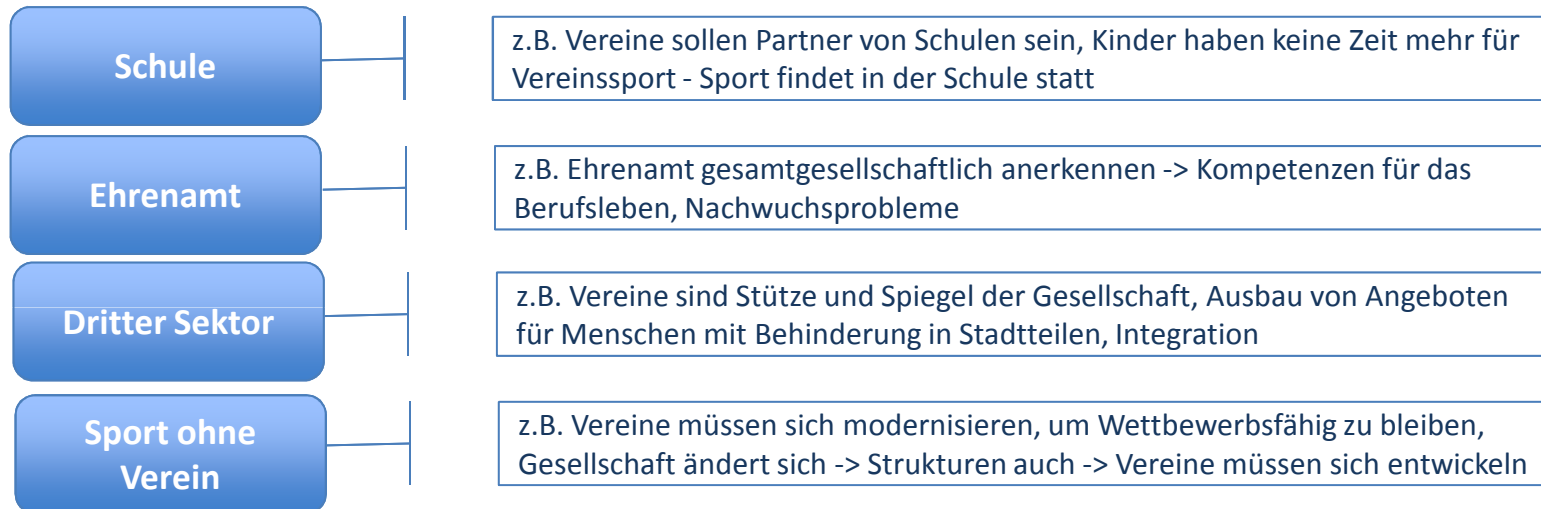 Schule
z.B. Vereine sollen Partner von Schulen sein, Kinder haben keine Zeit mehr für
Vereinssport - Sport findet in der Schule statt
Ehrenamt
z.B. Ehrenamt gesamtgesellschaftlich anerkennen -> Kompetenzen für das
Berufsleben, Nachwuchsprobleme
Dritter Sektor
z.B. Vereine sind Stütze und Spiegel der Gesellschaft, Ausbau von Angeboten
für Menschen mit Behinderung in Stadtteilen, Integration
Sport ohne
Verein
z.B. Vereine müssen sich modernisieren, um Wettbewerbsfähig zu bleiben,
Gesellschaft ändert sich -> Strukturen auch -> Vereine müssen sich entwickeln